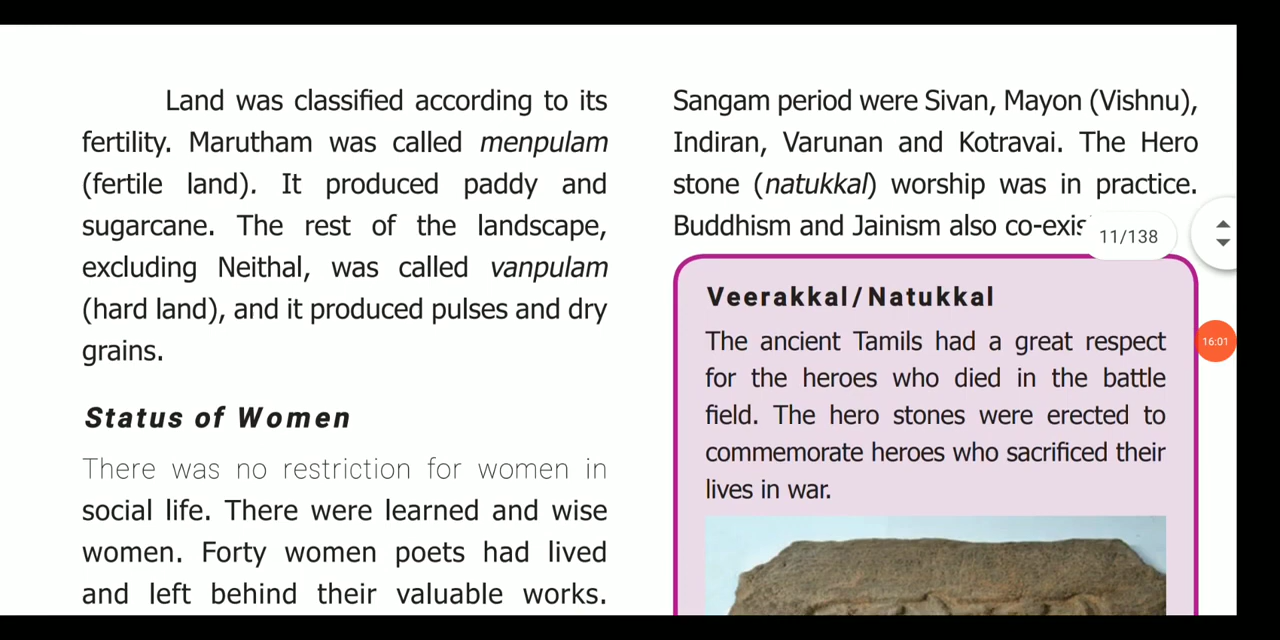 Land was classified according to its
fertility. Marutham was called menpulam
(fertile land). It produced paddy and
sugarcane. The rest of the landscape,
excluding Neithal, was called vanpulam
(hard land), and it produced pulses and dry
grains.
Status of Women
There was no restriction for women in
social life. There were learned and wise
women. Forty women poets had lived
and left behind their valuable works.
Sangam period were Sivan, Mayon (Vishnu),
Indiran, Varunan and Kotravai. The Hero
stone (natukkal) worship was in practice.
Buddhism and Jainism also
11/138
Veerakkal/Natukkal
The ancient Tamils had a great respect
for the heroes who died in the battle
field. The hero stones were erected to
commemorate heroes who sacrificed their
lives in war.
16:01